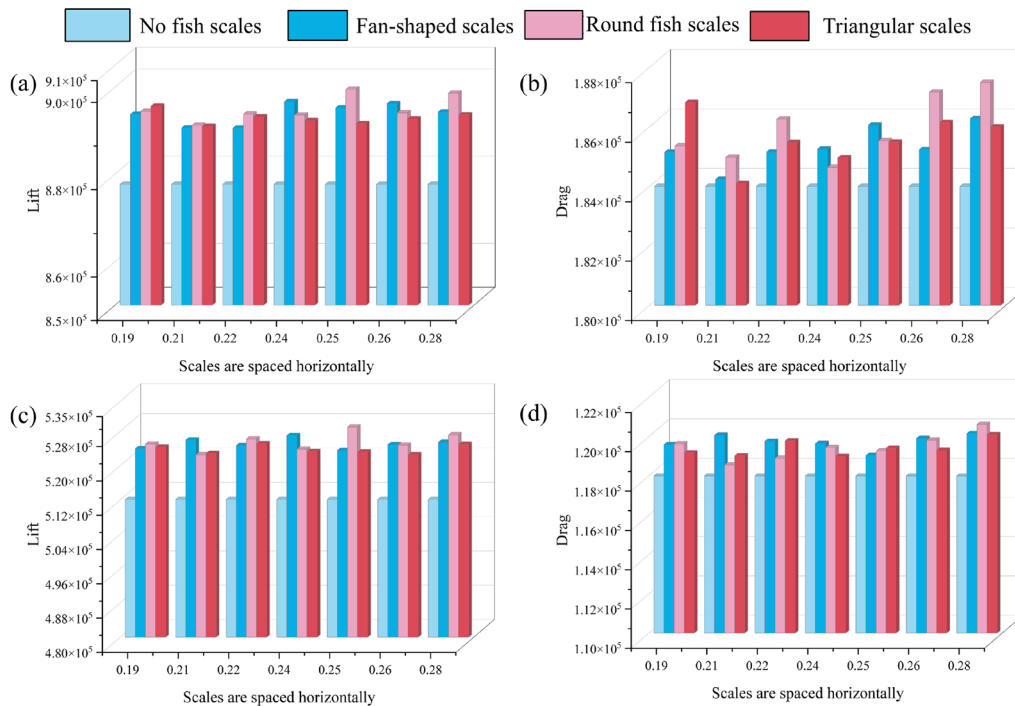 No fish scales Fan-shaped scales Round fish scales Triangular scales
(a)
9.1×10⁵
9.0×10⁵
8.8×10⁵
8.6×10⁵
8.5×10⁵
Lift
0.19 0.21 0.22 0.24 0.25 0.26 0.28
Scales are spaced horizontally
(b)
1.88×10⁵
1.86×10⁵
1.84×10⁵
1.82×10⁵
1.80×10⁵
Drag
0.19 0.21 0.22 0.24 0.25 0.26 0.28
Scales are spaced horizontally
(c)
5.35×10⁵
5.28×10⁵
5.20×10⁵
5.12×10⁵
5.04×10⁵
4.96×10⁵
4.88×10⁵
4.80×10⁵
Lift
0.19 0.21 0.22 0.24 0.25 0.26 0.28
Scales are spaced horizontally
(d)
1.22×10⁵
1.20×10⁵
1.18×10⁵
1.16×10⁵
1.14×10⁵
1.12×10⁵
1.10×10⁵
Drag
0.19 0.21 0.22 0.24 0.25 0.26 0.28
Scales are spaced horizontally